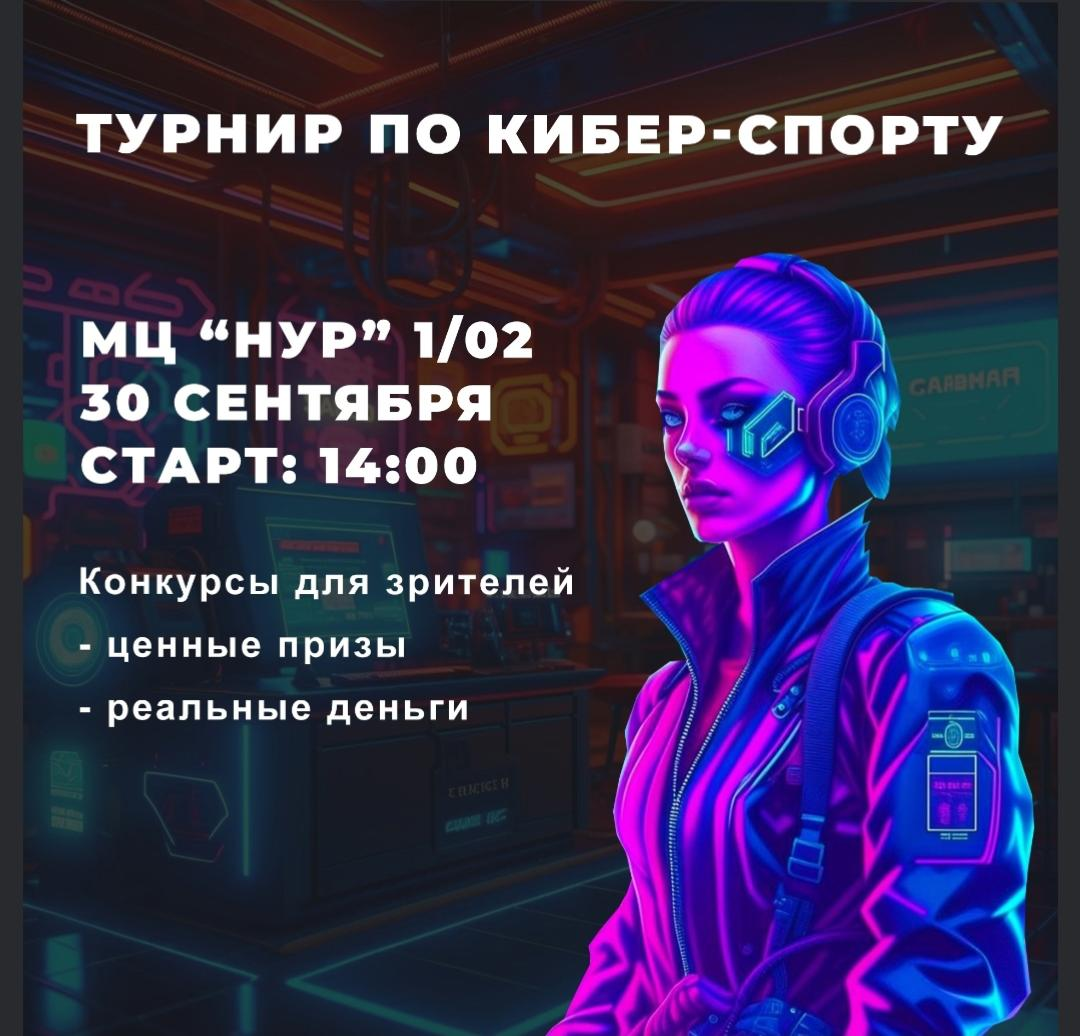 ТУРНИР ПО КИБЕР-СПОРТУ
МЦ “НУР” 1/02
30 СЕНТЯБРЯ
СТАРТ: 14:00
Конкурсы для зрителей
- ценные призы
- реальные деньги